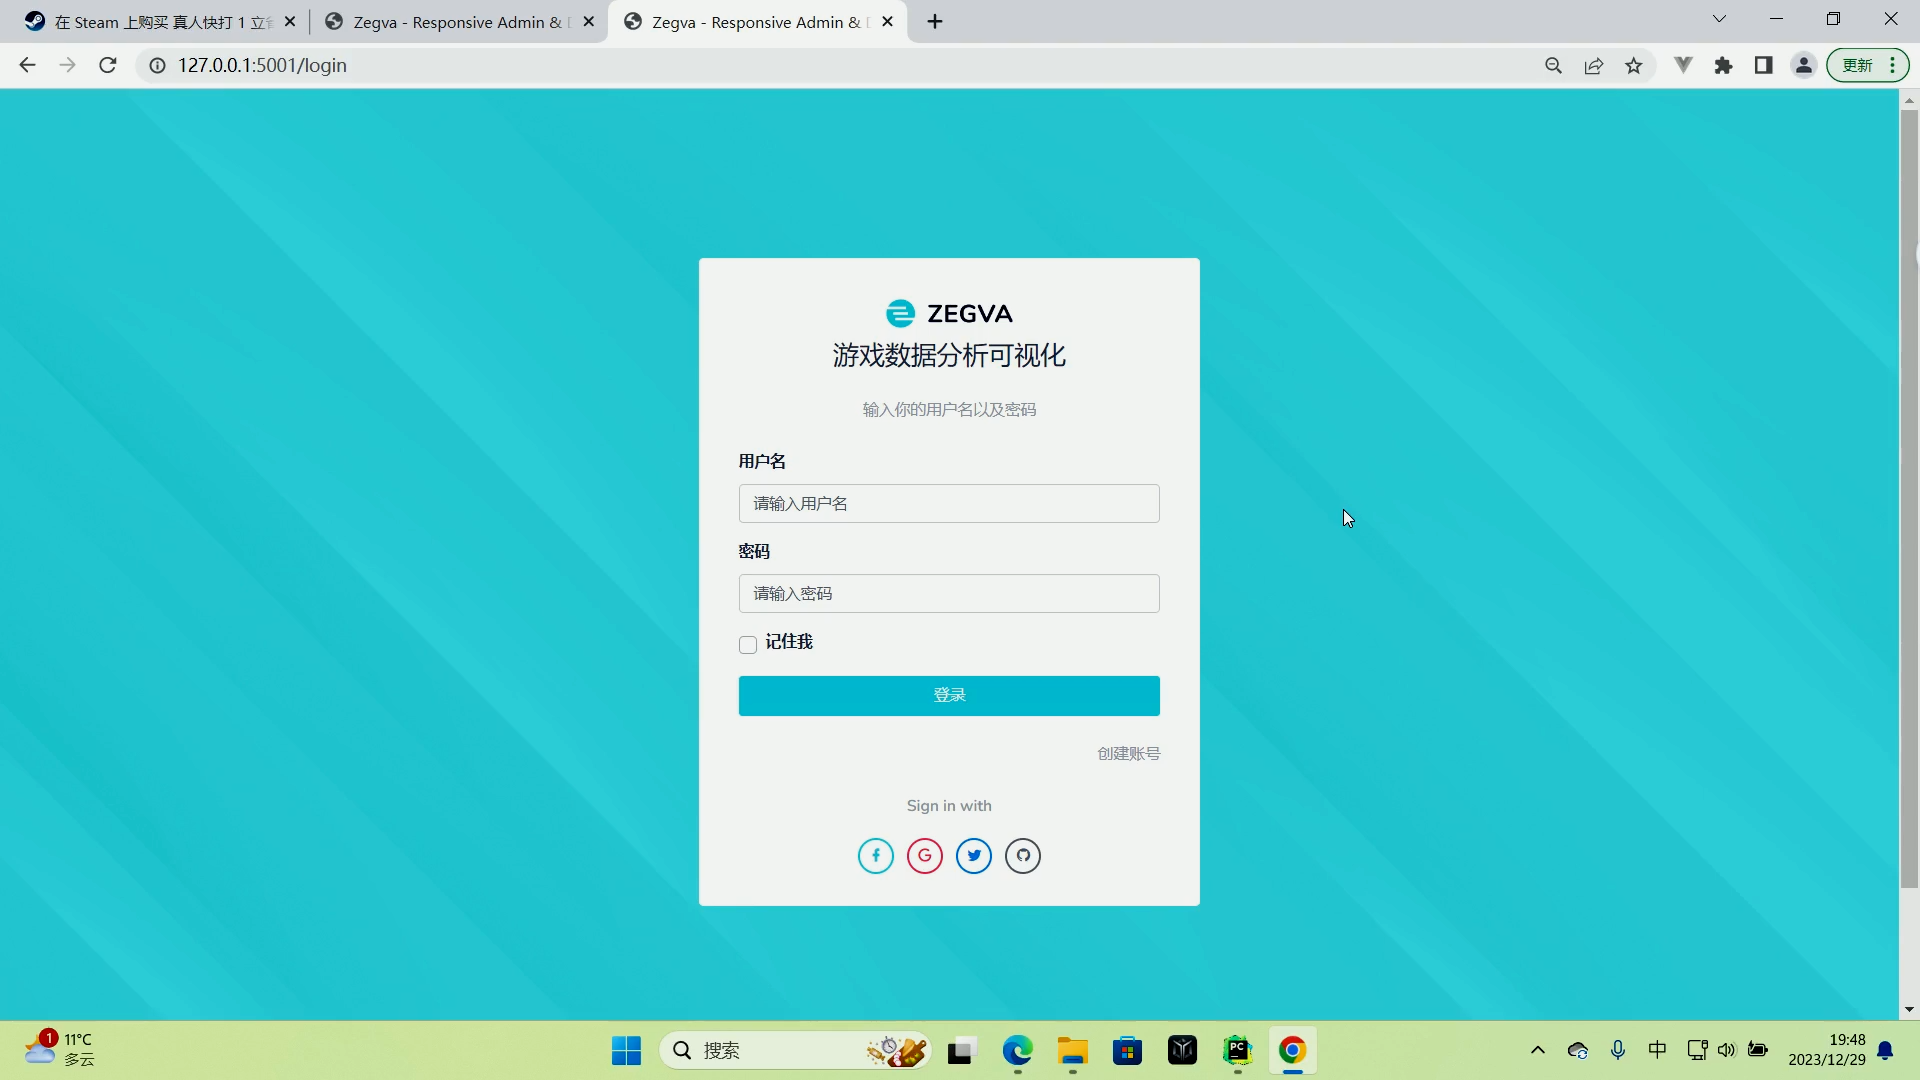 在 Steam 上购买 真人快打 1 立
Zegva - Responsive Admin &
Zegva - Responsive Admin &
127.0.0.1:5001/login
更新
ZEGVA
游戏数据分析可视化
输入你的用户名以及密码
用户名
请输入用户名
密码
请输入密码
记住我
登录
创建账号
Sign in with
1
11°C
多云
搜索
PC
中
19:48
2023/12/29